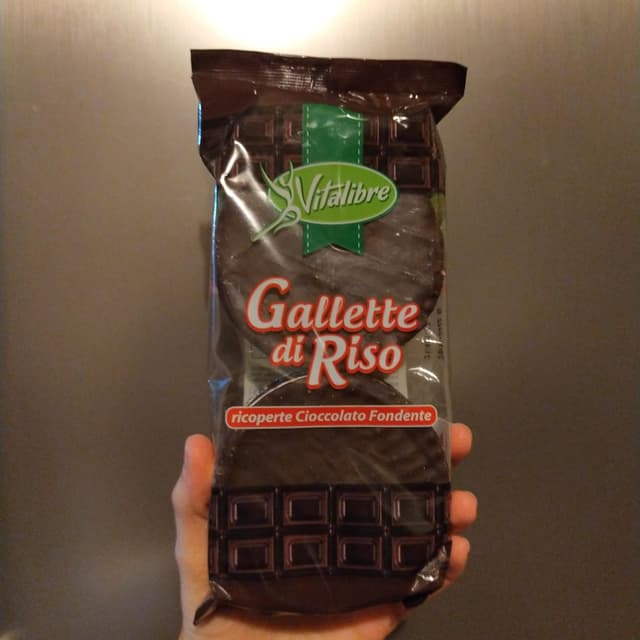 Vitalibre
Gallette
di Riso
ricoperte Cioccolato Fondente